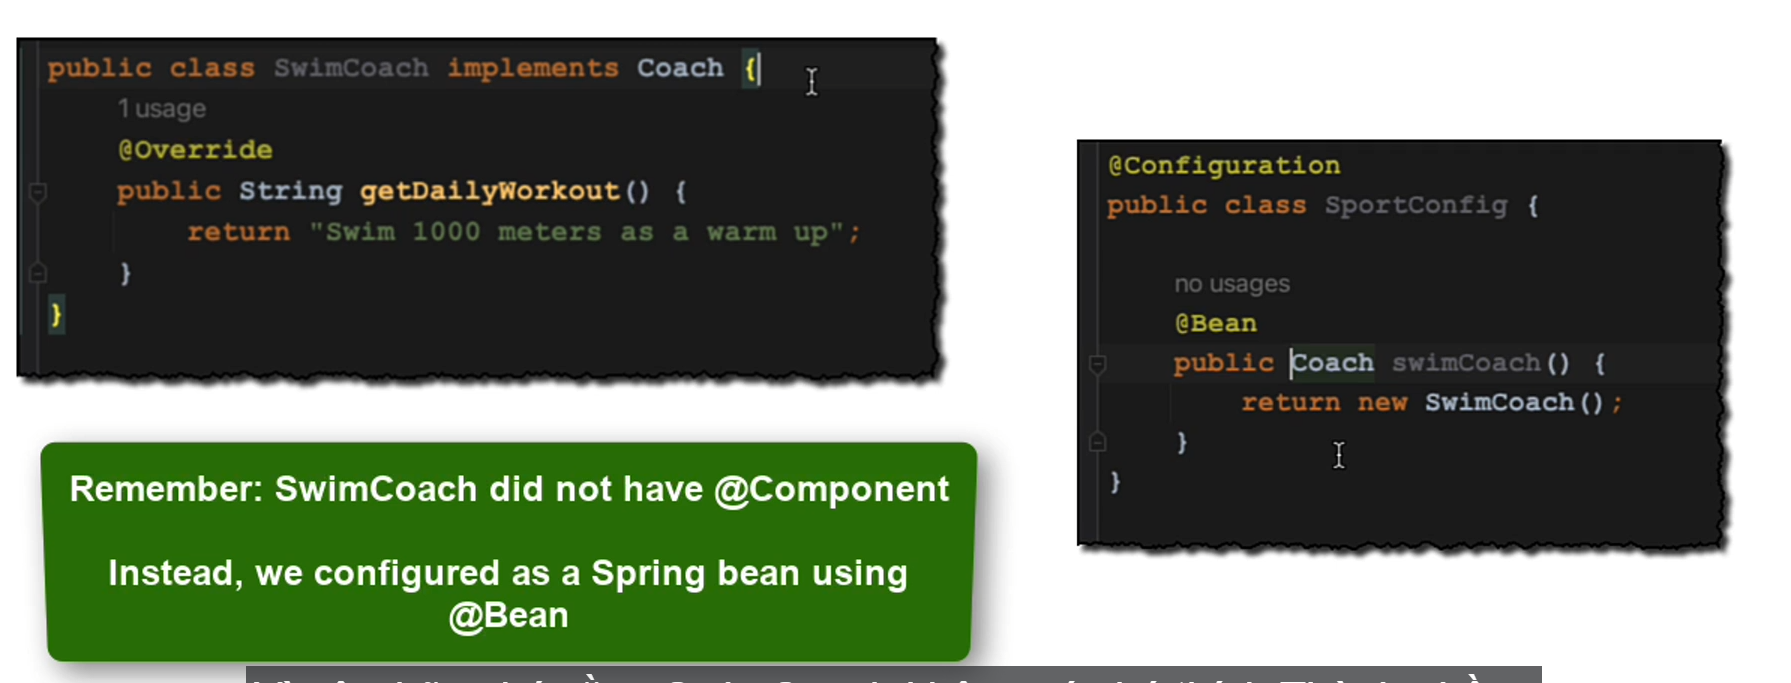 public class SwimCoach implements Coach {
1 usage
@Override
public String getDailyWorkout() {
return "Swim 1000 meters as a warm up";
}
}
@Configuration
public class SportConfig {
no usages
@Bean
public Coach swimCoach() {
return new SwimCoach();
}
}
Remember: SwimCoach did not have @Component
Instead, we configured as a Spring bean using
@Bean